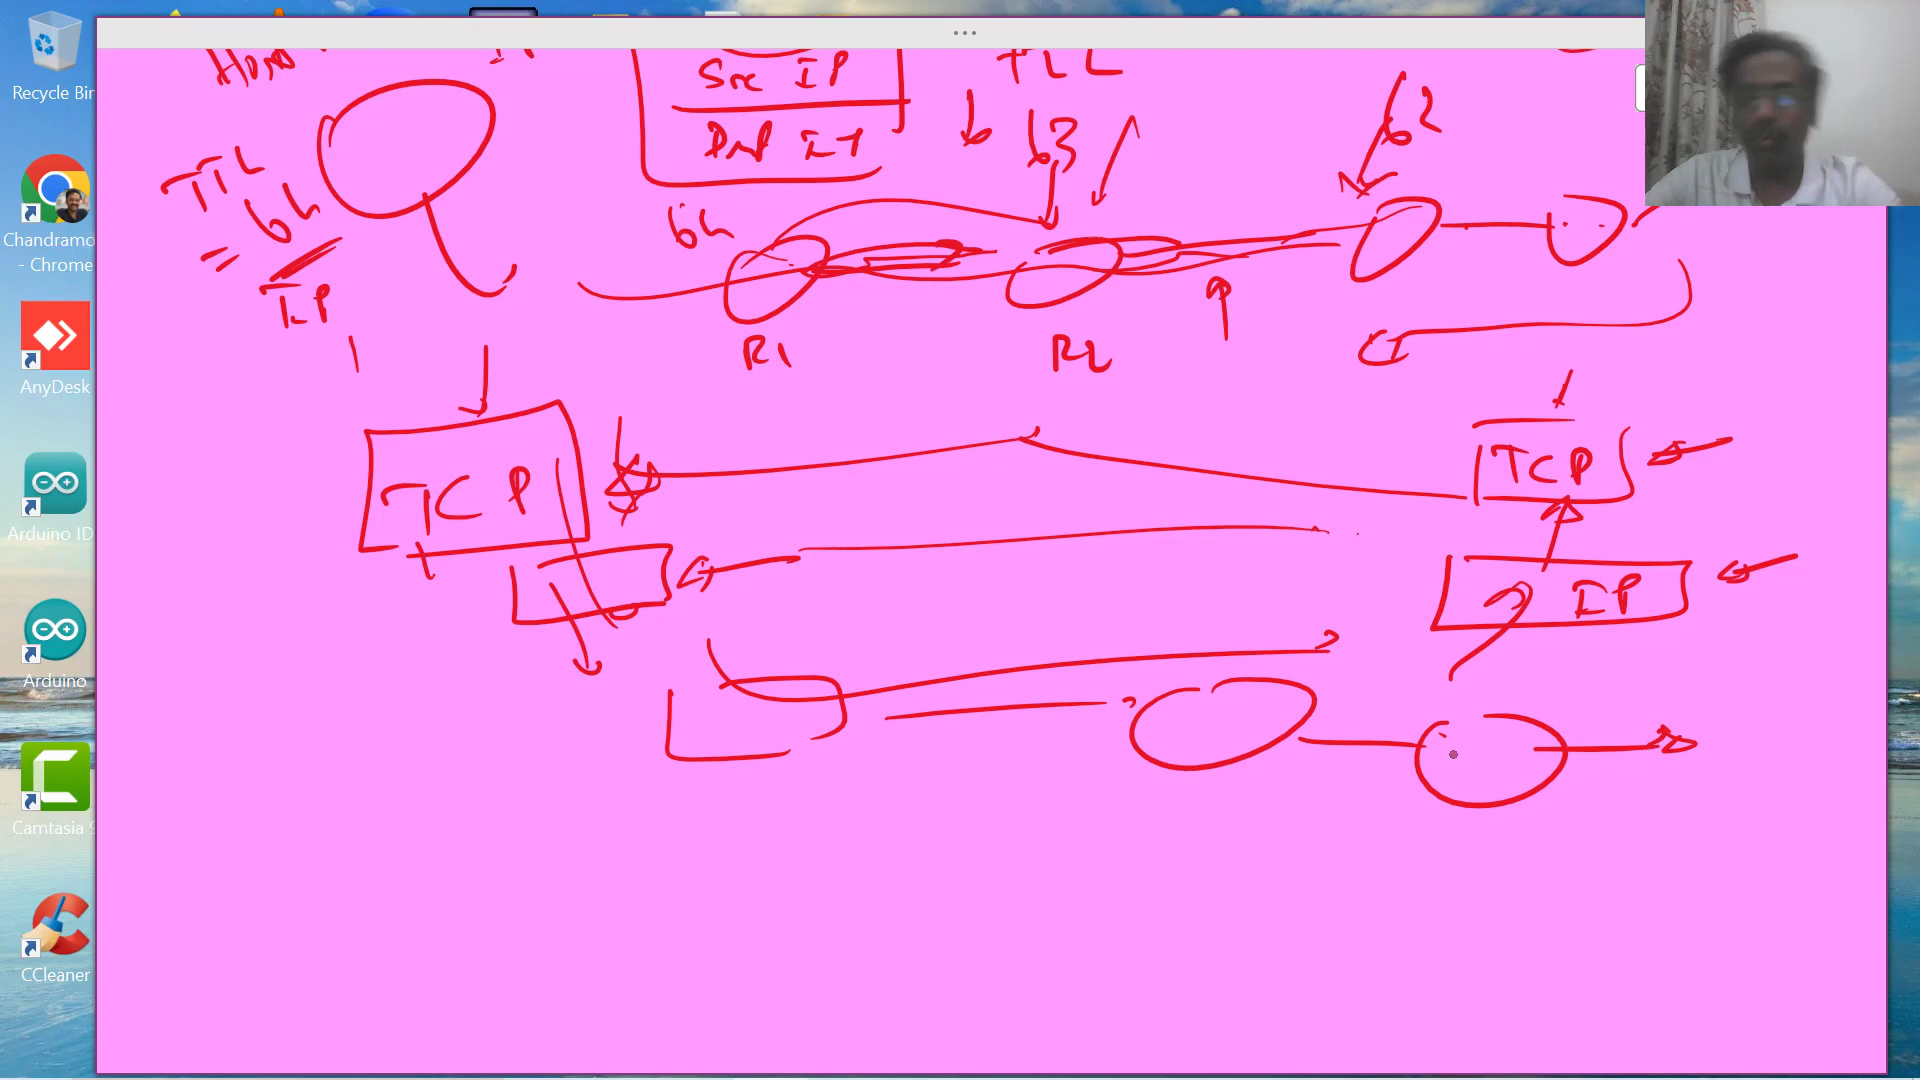 Src IP
TTL
62
63
TTL
= 64
IP
64
R1
R2
TCP
TCP
IP
Recycle Bin
Chandramo
- Chrome
AnyDesk
Arduino ID
Arduino
Camtasia 9
CCleaner